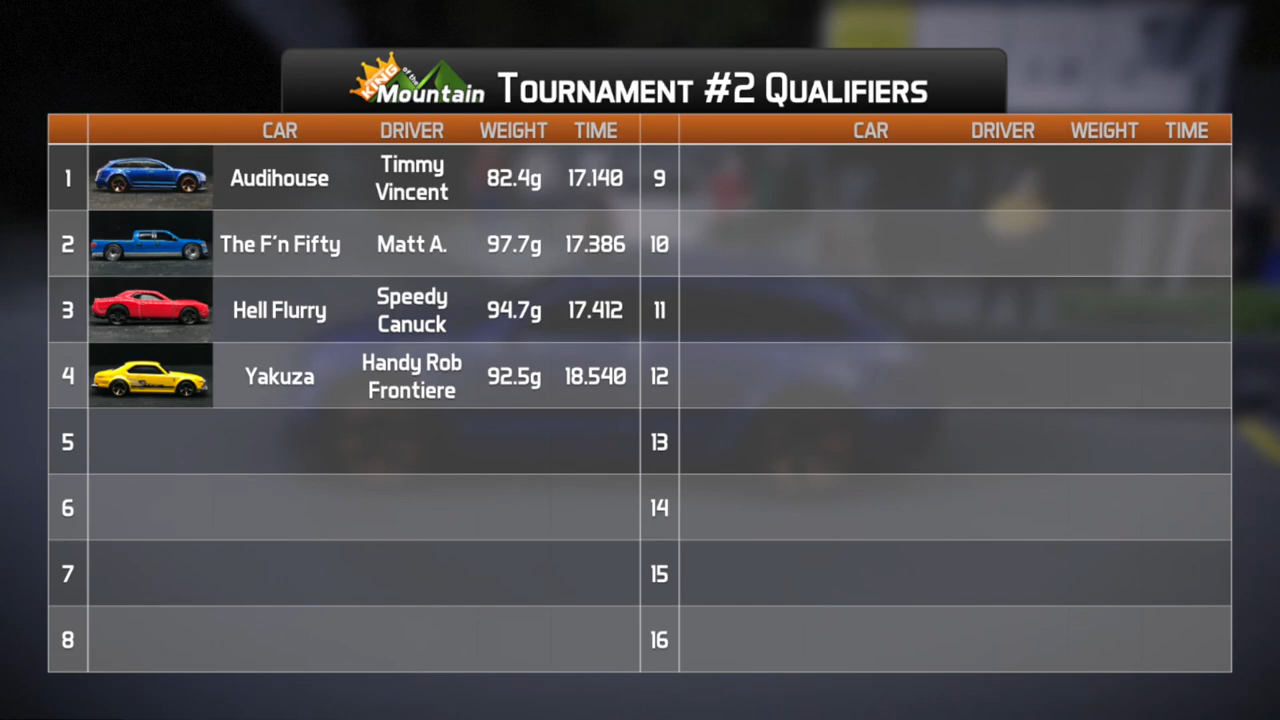 KING of the Mountain TOURNAMENT #2 QUALIFIERS
CAR DRIVER WEIGHT TIME CAR DRIVER WEIGHT TIME
1 Audihouse Timmy Vincent 82.4g 17.140 9
2 The F'n Fifty Matt A. 97.7g 17.386 10
3 Hell Flurry Speedy Canuck 94.7g 17.412 11
4 Yakuza Handy Rob Frontiere 92.5g 18.540 12
5 13
6 14
7 15
8 16